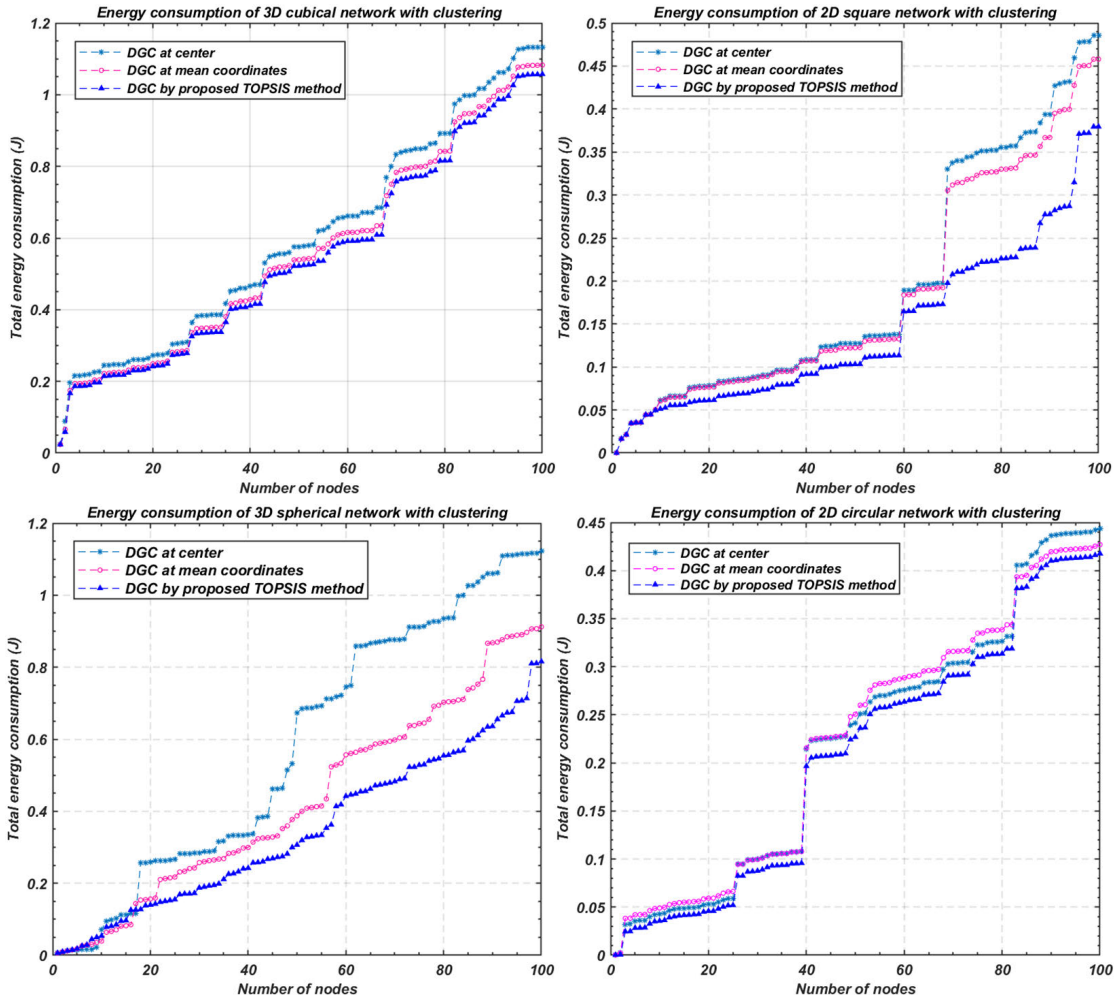 Energy consumption of 3D cubical network with clustering
1.2
1
0.8
0.6
0.4
0.2
0
Total energy consumption (J)
DGC at center
DGC at mean coordinates
DGC by proposed TOPSIS method
0 20 40 60 80 100
Number of nodes
Energy consumption of 2D square network with clustering
0.5
0.45
0.4
0.35
0.3
0.25
0.2
0.15
0.1
0.05
0
Total energy consumption (J)
DGC at center
DGC at mean coordinates
DGC by proposed TOPSIS method
0 20 40 60 80 100
Number of nodes
Energy consumption of 3D spherical network with clustering
1.2
1
0.8
0.6
0.4
0.2
0
Total energy consumption (J)
DGC at center
DGC at mean coordinates
DGC by proposed TOPSIS method
0 20 40 60 80 100
Number of nodes
Energy consumption of 2D circular network with clustering
0.45
0.4
0.35
0.3
0.25
0.2
0.15
0.1
0.05
0
Total energy consumption (J)
DGC at center
DGC at mean coordinates
DGC by proposed TOPSIS method
0 20 40 60 80 100
Number of nodes